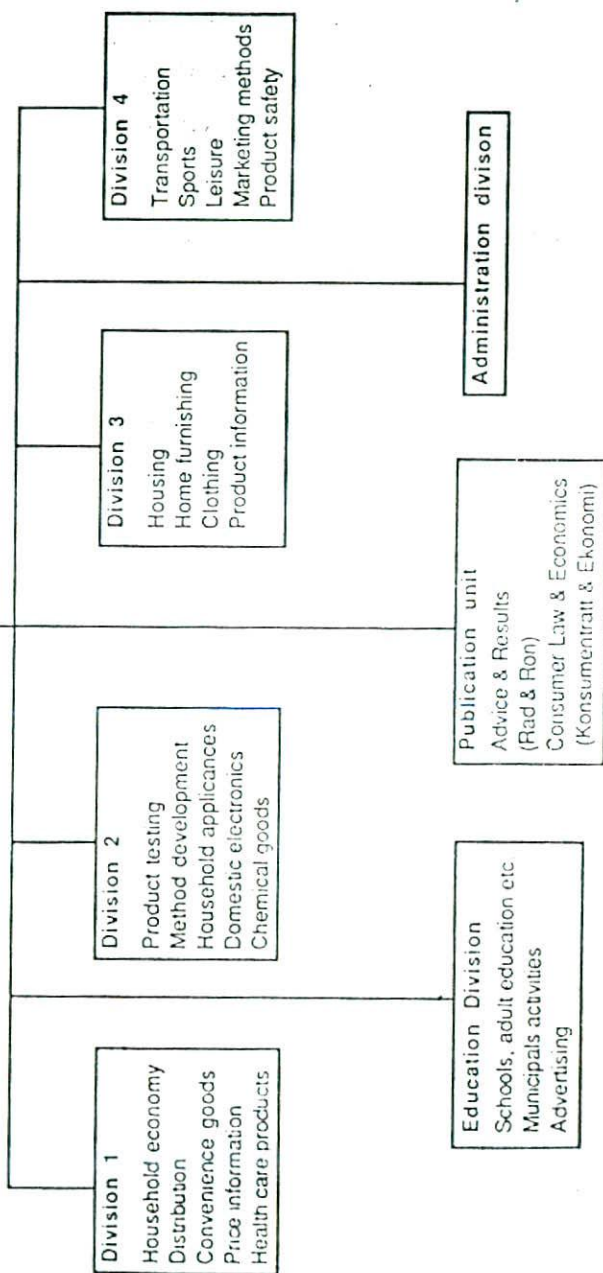 Division 1
Household economy
Distribution
Convenience goods
Price information
Health care products
Division 2
Product testing
Method development
Household applicances
Domestic electronics
Chemical goods
Division 3
Housing
Home furnishing
Clothing
Product information
Division 4
Transportation
Sports
Leisure
Marketing methods
Product safety
Education Division
Schools, adult education etc
Municipals activities
Advertising
Publication unit
Advice & Results
(Rad & Ron)
Consumer Law & Economics
(Konsumentratt & Ekonomi)
Administration divison